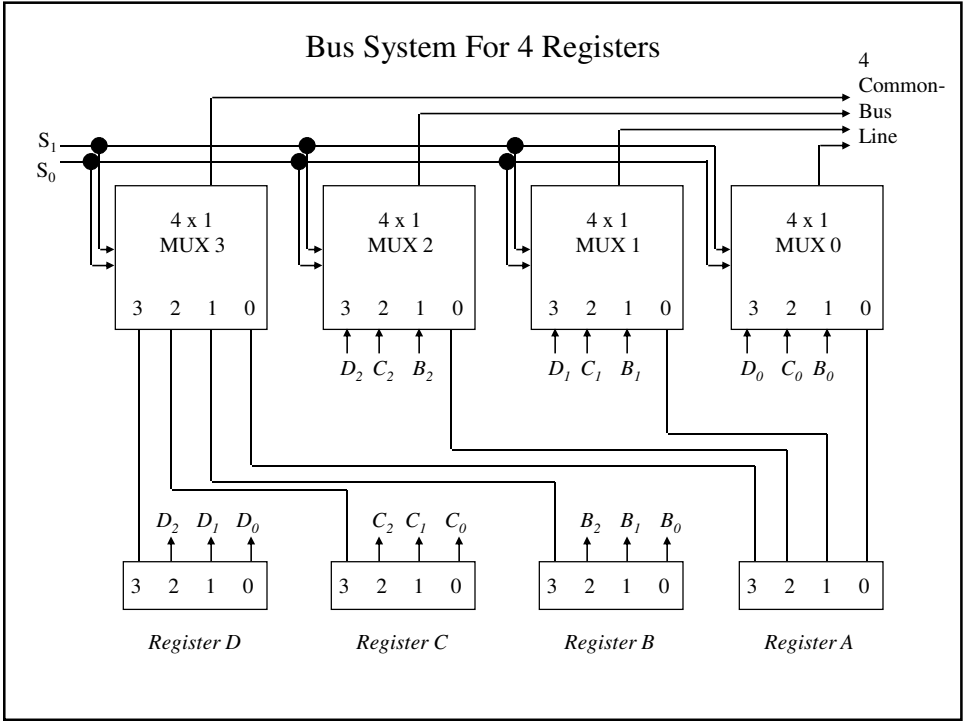 Bus System For 4 Registers
4
Common-
Bus
Line
S1
S0
4 x 1
MUX 3
3 2 1 0
4 x 1
MUX 2
3 2 1 0
4 x 1
MUX 1
3 2 1 0
4 x 1
MUX 0
3 2 1 0
D2 C2 B2
D1 C1 B1
D0 C0 B0
D2 D1 D0
C2 C1 C0
B2 B1 B0
3 2 1 0
3 2 1 0
3 2 1 0
3 2 1 0
Register D
Register C
Register B
Register A